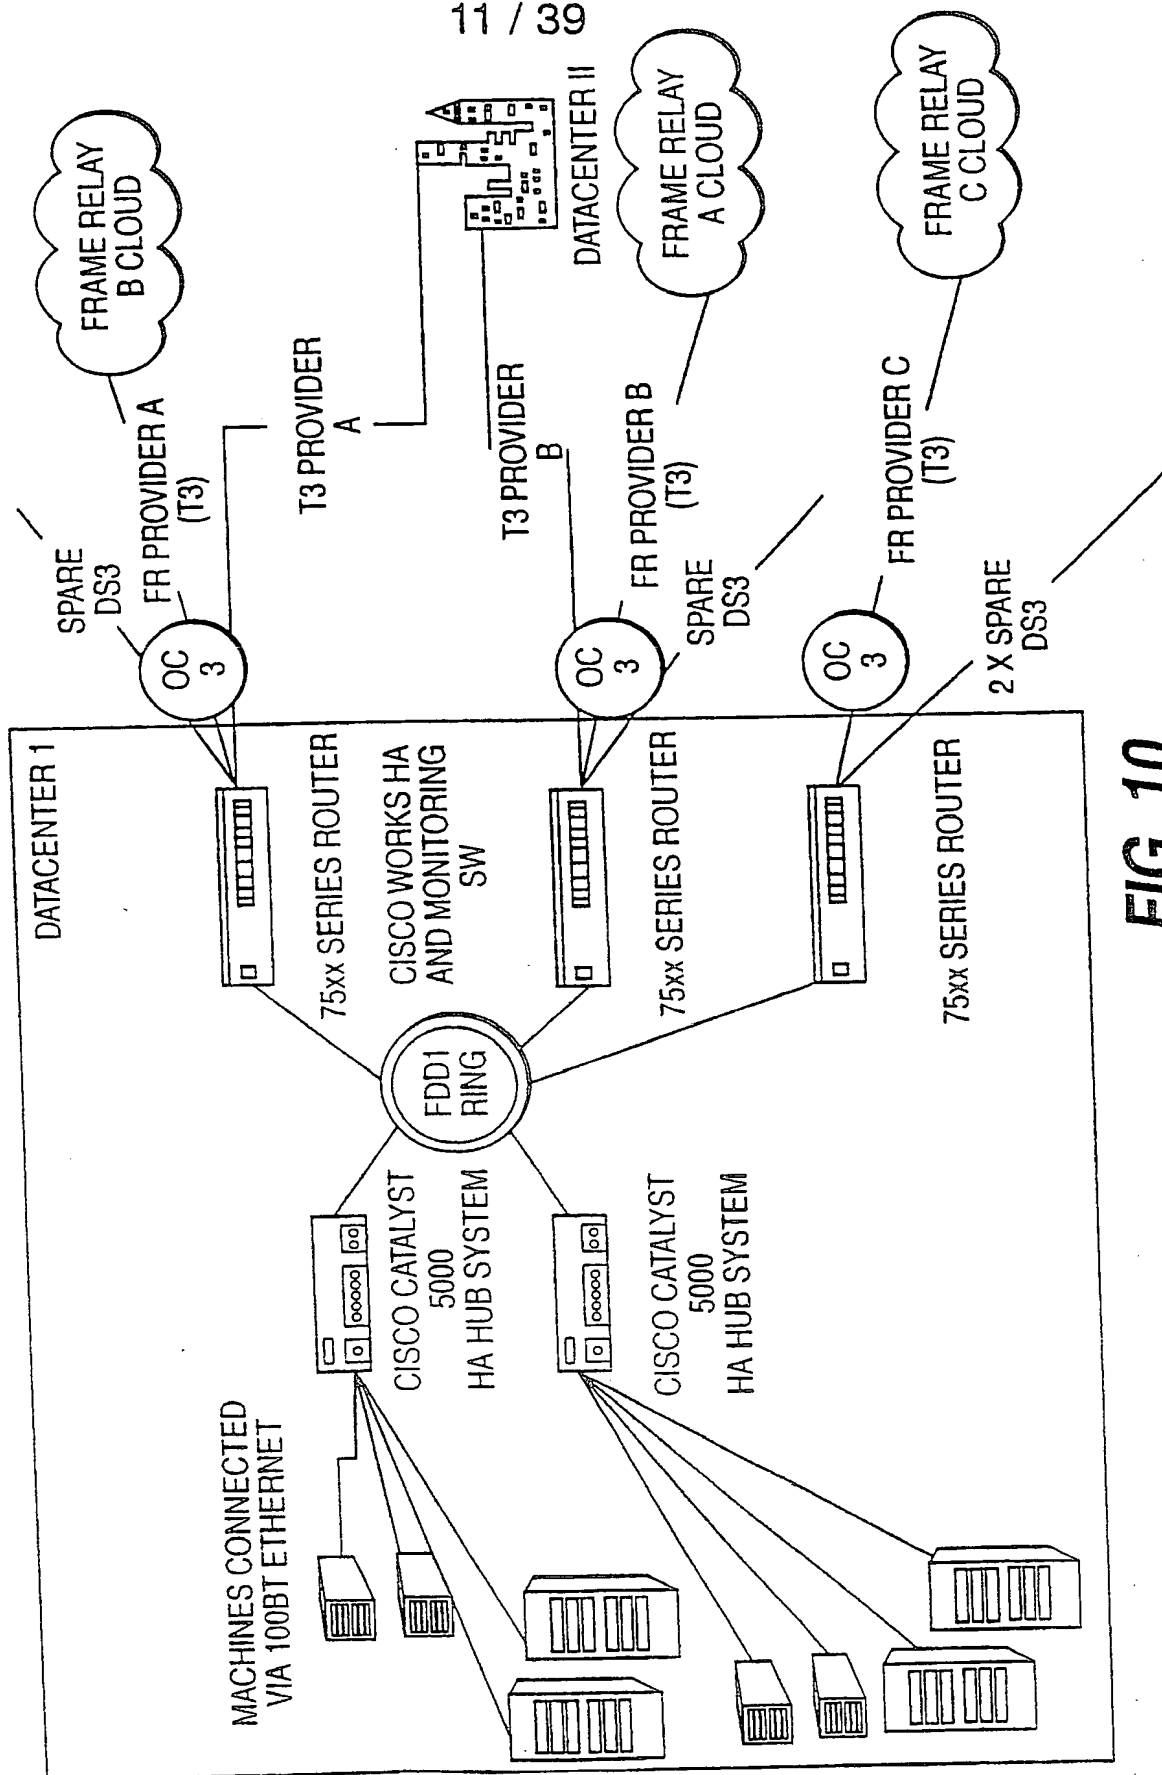 11 / 39
DATACENTER 1
MACHINES CONNECTED
VIA 100BT ETHERNET
CISCO CATALYST
5000
HA HUB SYSTEM
CISCO CATALYST
5000
HA HUB SYSTEM
FDD1
RING
75xx SERIES ROUTER
CISCO WORKS HA
AND MONITORING
SW
75xx SERIES ROUTER
75xx SERIES ROUTER
OC
3
OC
3
OC
3
SPARE
DS3
FR PROVIDER A
(T3)
FRAME RELAY
B CLOUD
T3 PROVIDER
A
T3 PROVIDER
B
DATACENTER II
FR PROVIDER B
(T3)
FRAME RELAY
A CLOUD
SPARE
DS3
FR PROVIDER C
(T3)
FRAME RELAY
C CLOUD
2 X SPARE
DS3
FIG. 10